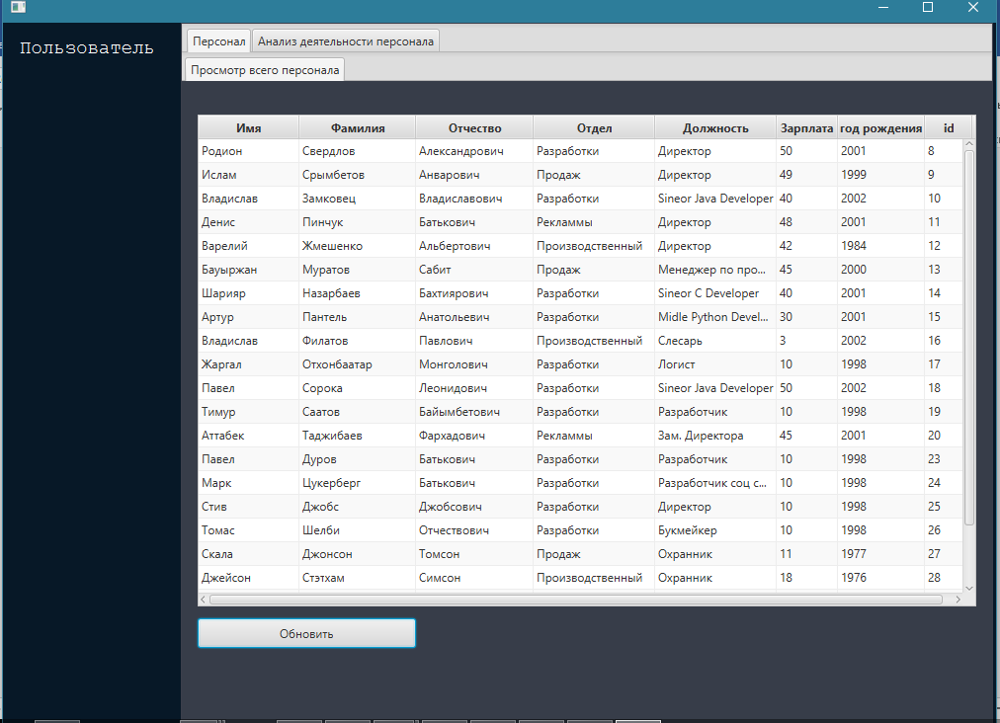 Пользователь
Персонал Анализ деятельности персонала
Просмотр всего персонала
Имя Фамилия Отчество Отдел Должность Зарплата год рождения id
Родион Свердлов Александрович Разработки Директор 50 2001 8
Ислам Срымбетов Анварович Продаж Директор 49 1999 9
Владислав Замковец Владиславович Разработки Sineor Java Developer 40 2002 10
Денис Пинчук Батькович Рекламмы Директор 48 2001 11
Варелий Жмешенко Альбертович Производственный Директор 42 1984 12
Бауыржан Муратов Сабит Продаж Менеджер по про... 45 2000 13
Шарияр Назарбаев Бахтиярович Разработки Sineor C Developer 40 2001 14
Артур Пантель Анатольевич Разработки Midle Python Devel... 30 2001 15
Владислав Филатов Павлович Производственный Слесарь 3 2002 16
Жаргал Отхонбаатар Монголович Разработки Логист 10 1998 17
Павел Сорока Леонидович Разработки Sineor Java Developer 50 2002 18
Тимур Саатов Байымбетович Разработки Разработчик 10 1998 19
Аттабек Таджибаев Фархадович Рекламмы Зам. Директора 45 2001 20
Павел Дуров Батькович Разработки Разработчик 10 1998 23
Марк Цукерберг Батькович Разработки Разработчик соц с... 10 1998 24
Стив Джобс Джобсович Разработки Директор 10 1998 25
Томас Шелби Отчествович Разработки Букмейкер 10 1998 26
Скала Джонсон Томсон Продаж Охранник 11 1977 27
Джейсон Стэтхам Симсон Производственный Охранник 18 1976 28
Обновить